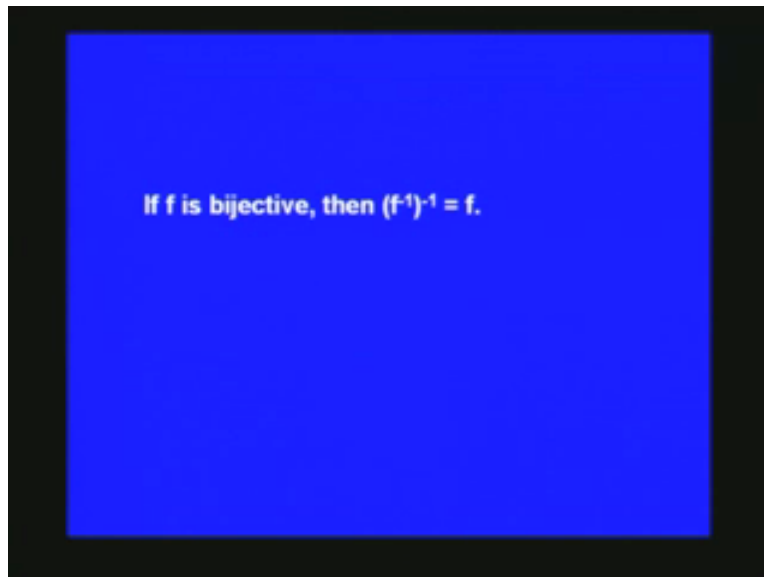 If f is bijective, then (f⁻¹)⁻¹ = f.